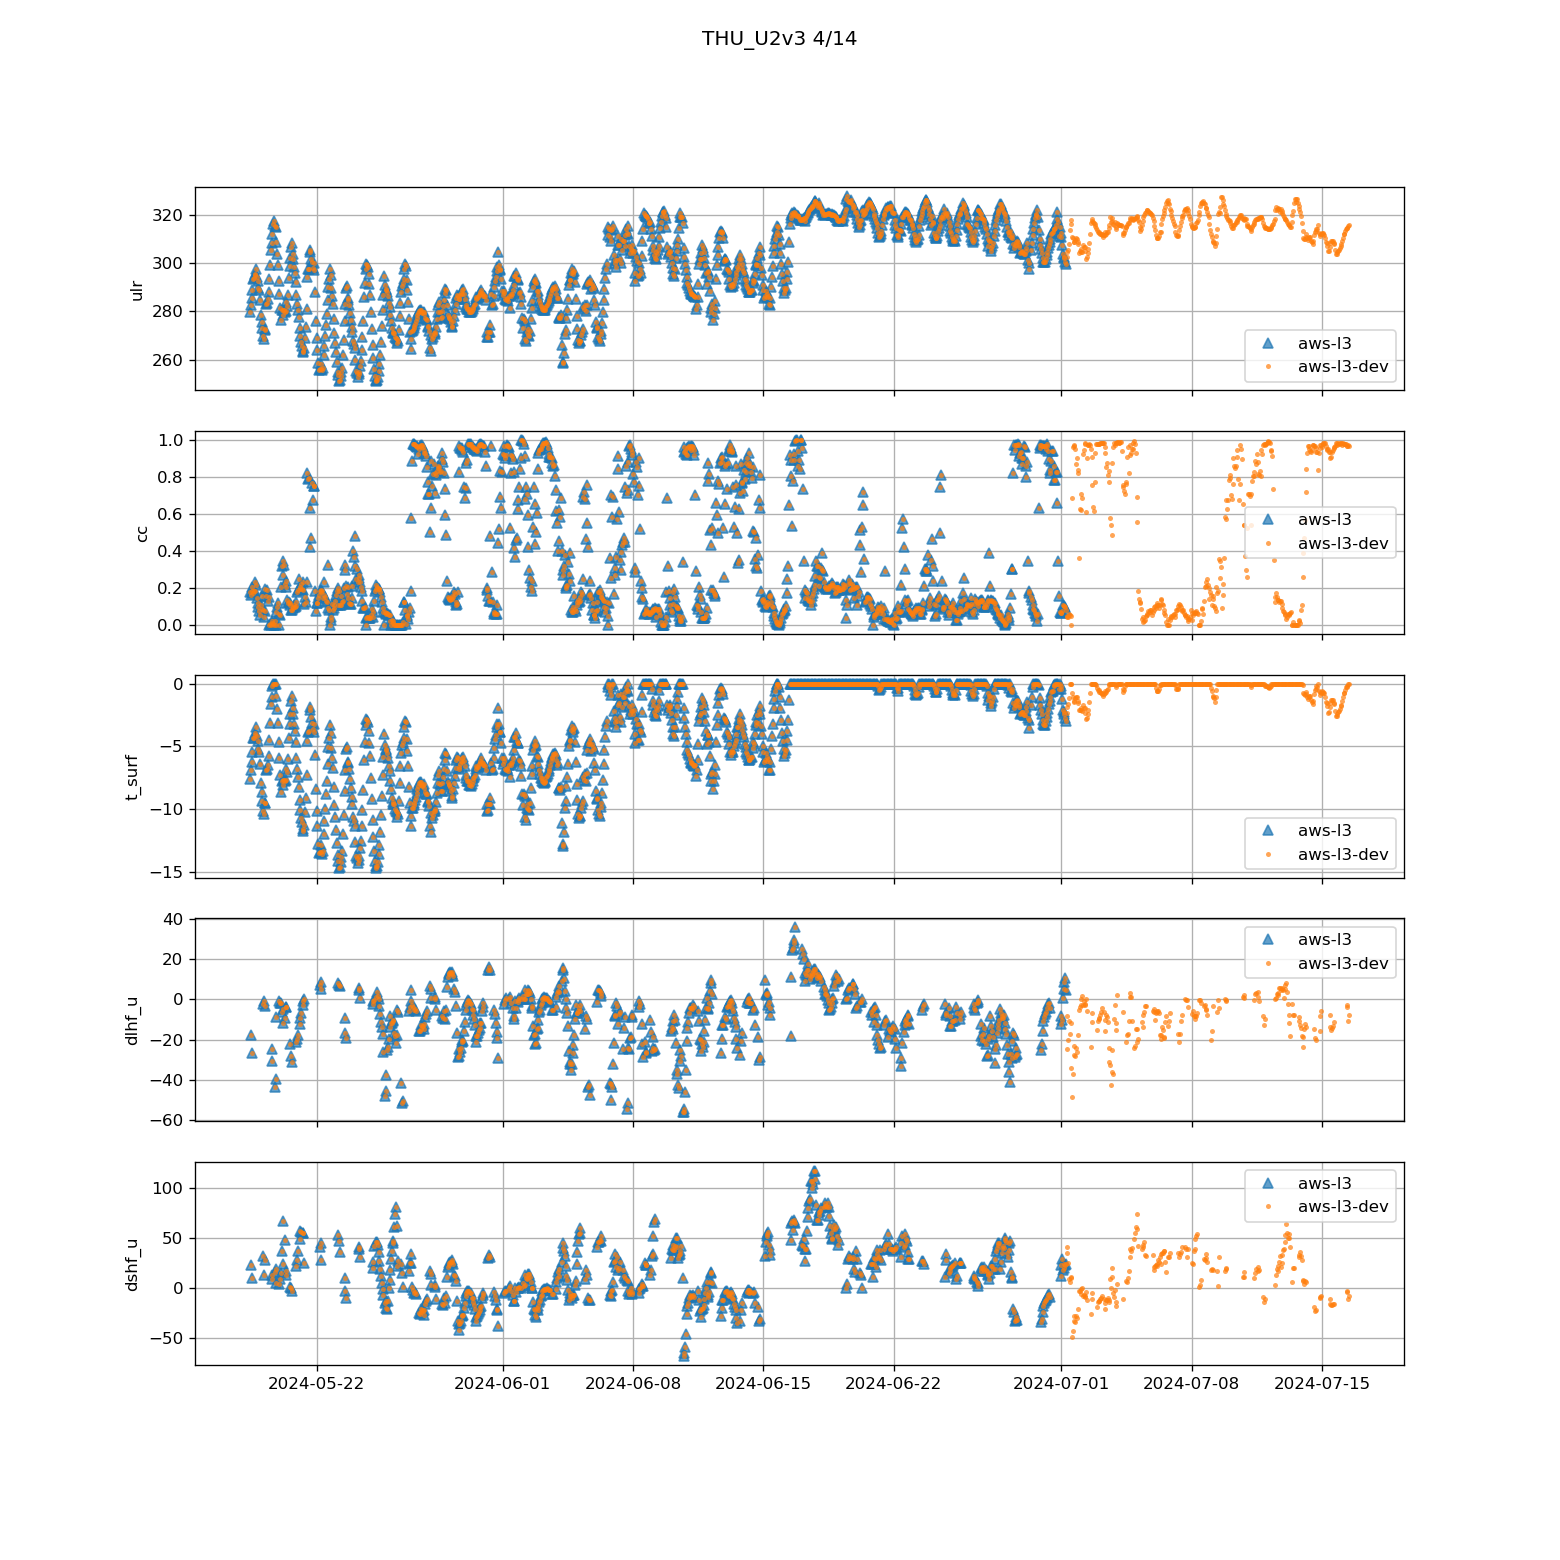 THU_U2v3 4/14
320
300
280
260
ulr
aws-l3
aws-l3-dev
1.0
0.8
0.6
0.4
0.2
0.0
cc
aws-l3
aws-l3-dev
0
−5
−10
−15
t_surf
aws-l3
aws-l3-dev
40
20
0
−20
−40
−60
dlhf_u
aws-l3
aws-l3-dev
100
50
0
−50
dshf_u
aws-l3
aws-l3-dev
2024-05-22 2024-06-01 2024-06-08 2024-06-15 2024-06-22 2024-07-01 2024-07-08 2024-07-15